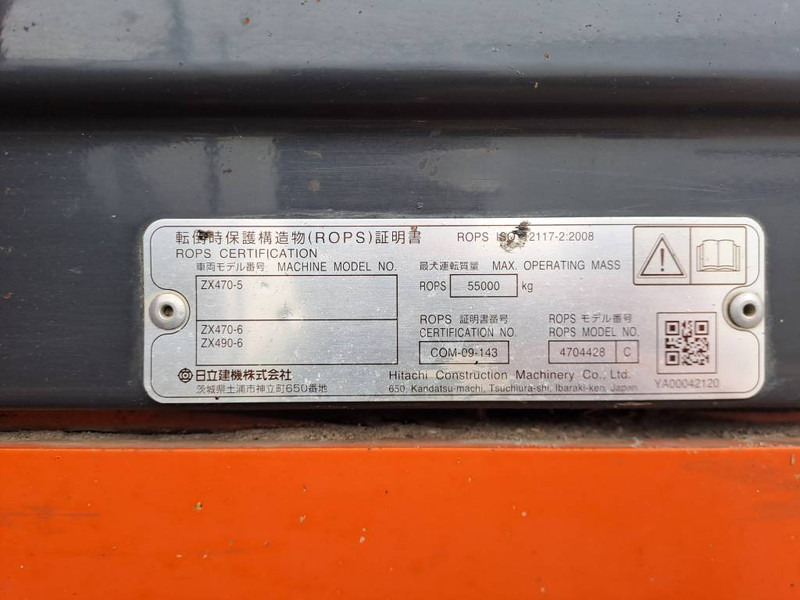 転倒時保護構造物(ROPS)証明書 ROPS ISO 12117-2:2008
ROPS CERTIFICATION
車両モデル番号 MACHINE MODEL NO.
ZX470-5
ZX470-6
ZX490-6
最大運転質量 MAX. OPERATING MASS
ROPS 55000 kg
ROPS 証明書番号
CERTIFICATION NO.
COM-09-143
ROPS モデル番号
ROPS MODEL NO.
4704428 C
日立建機株式会社
茨城県土浦市神立町650番地
Hitachi Construction Machinery Co., Ltd.
650, Kandatsu-machi, Tsuchiura-shi, Ibaraki-ken, Japan
YA00042120